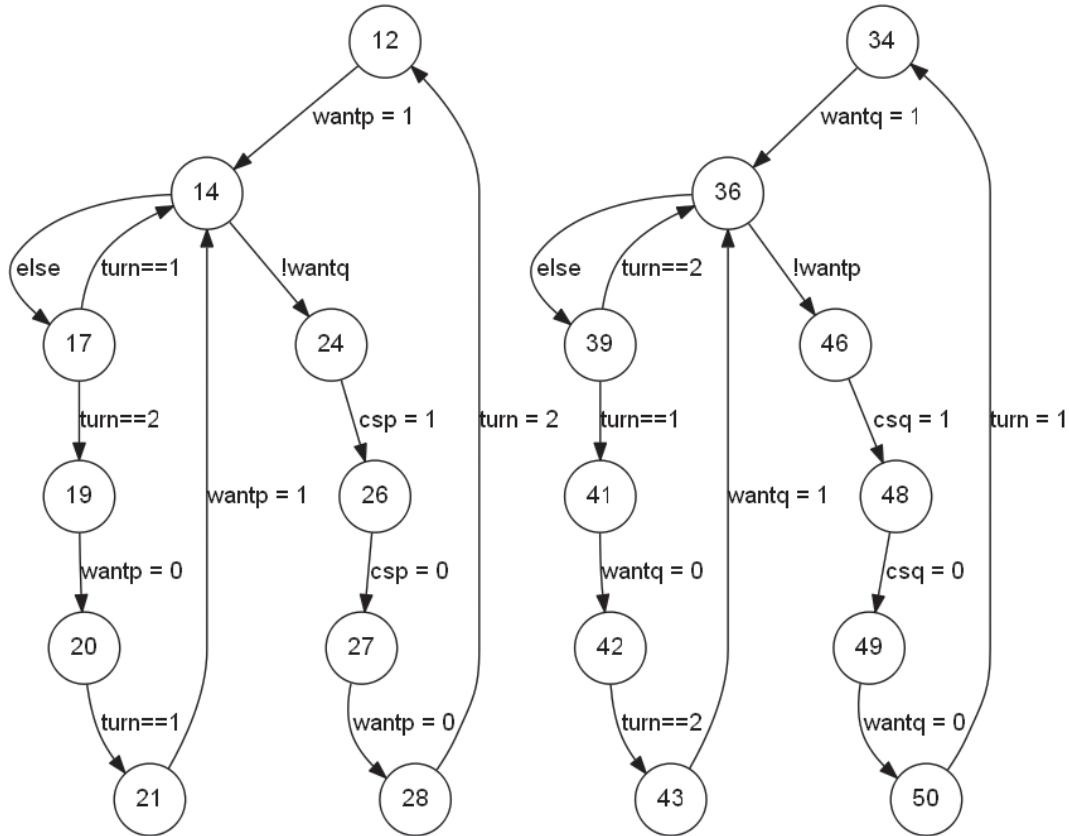 12
34
wantp = 1
wantq = 1
14
36
else
turn==1
!wantq
else
turn==2
!wantp
17
24
39
46
turn==2
csp = 1
turn = 2
turn==1
csq = 1
turn = 1
19
wantp = 1
26
41
wantq = 1
48
wantp = 0
csp = 0
wantq = 0
csq = 0
20
27
42
49
turn==1
wantp = 0
turn==2
wantq = 0
21
28
43
50